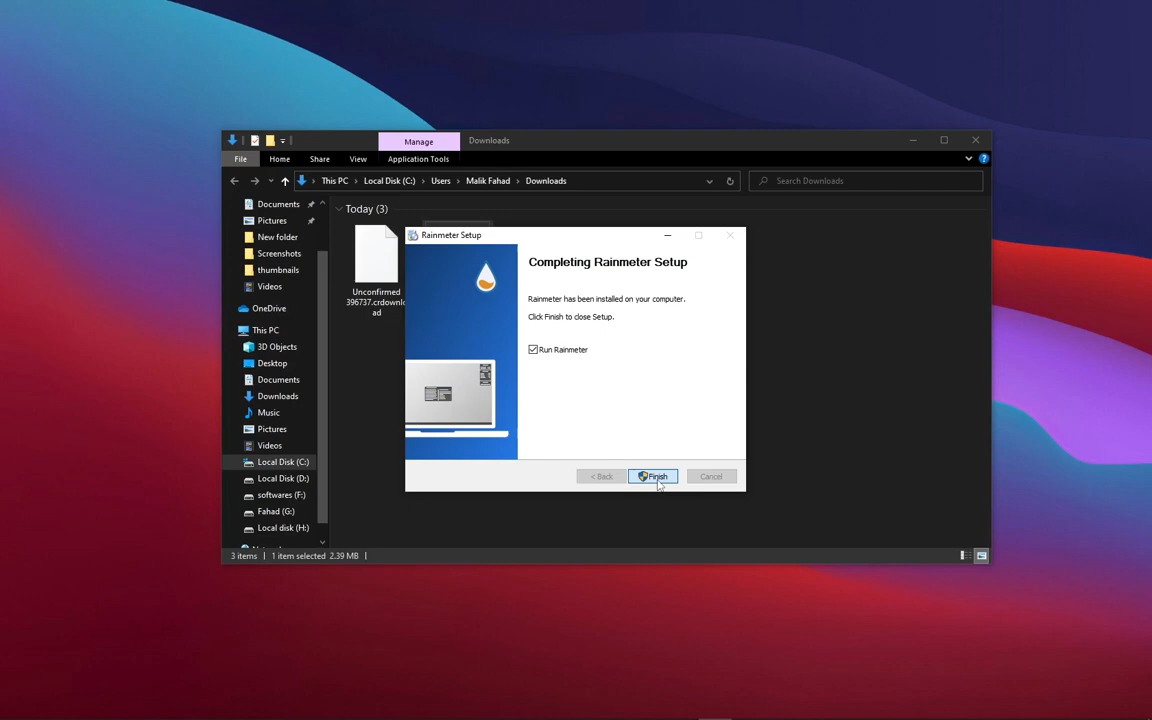 Manage
Downloads
File
Home
Share
View
Application Tools
This PC
Local Disk (C:)
Users
Malik Fahad
Downloads
Search Downloads
Documents
Pictures
New folder
Screenshots
thumbnails
Videos
OneDrive
This PC
3D Objects
Desktop
Documents
Downloads
Music
Pictures
Videos
Local Disk (C:)
Local Disk (D:)
softwares (F:)
Fahad (G:)
Local disk (H:)
Today (3)
Unconfirmed
396737.crdownlo
ad
Rainmeter Setup
Completing Rainmeter Setup
Rainmeter has been installed on your computer.
Click Finish to close Setup.
Run Rainmeter
< Back
Finish
Cancel
3 items
1 item selected 2.39 MB